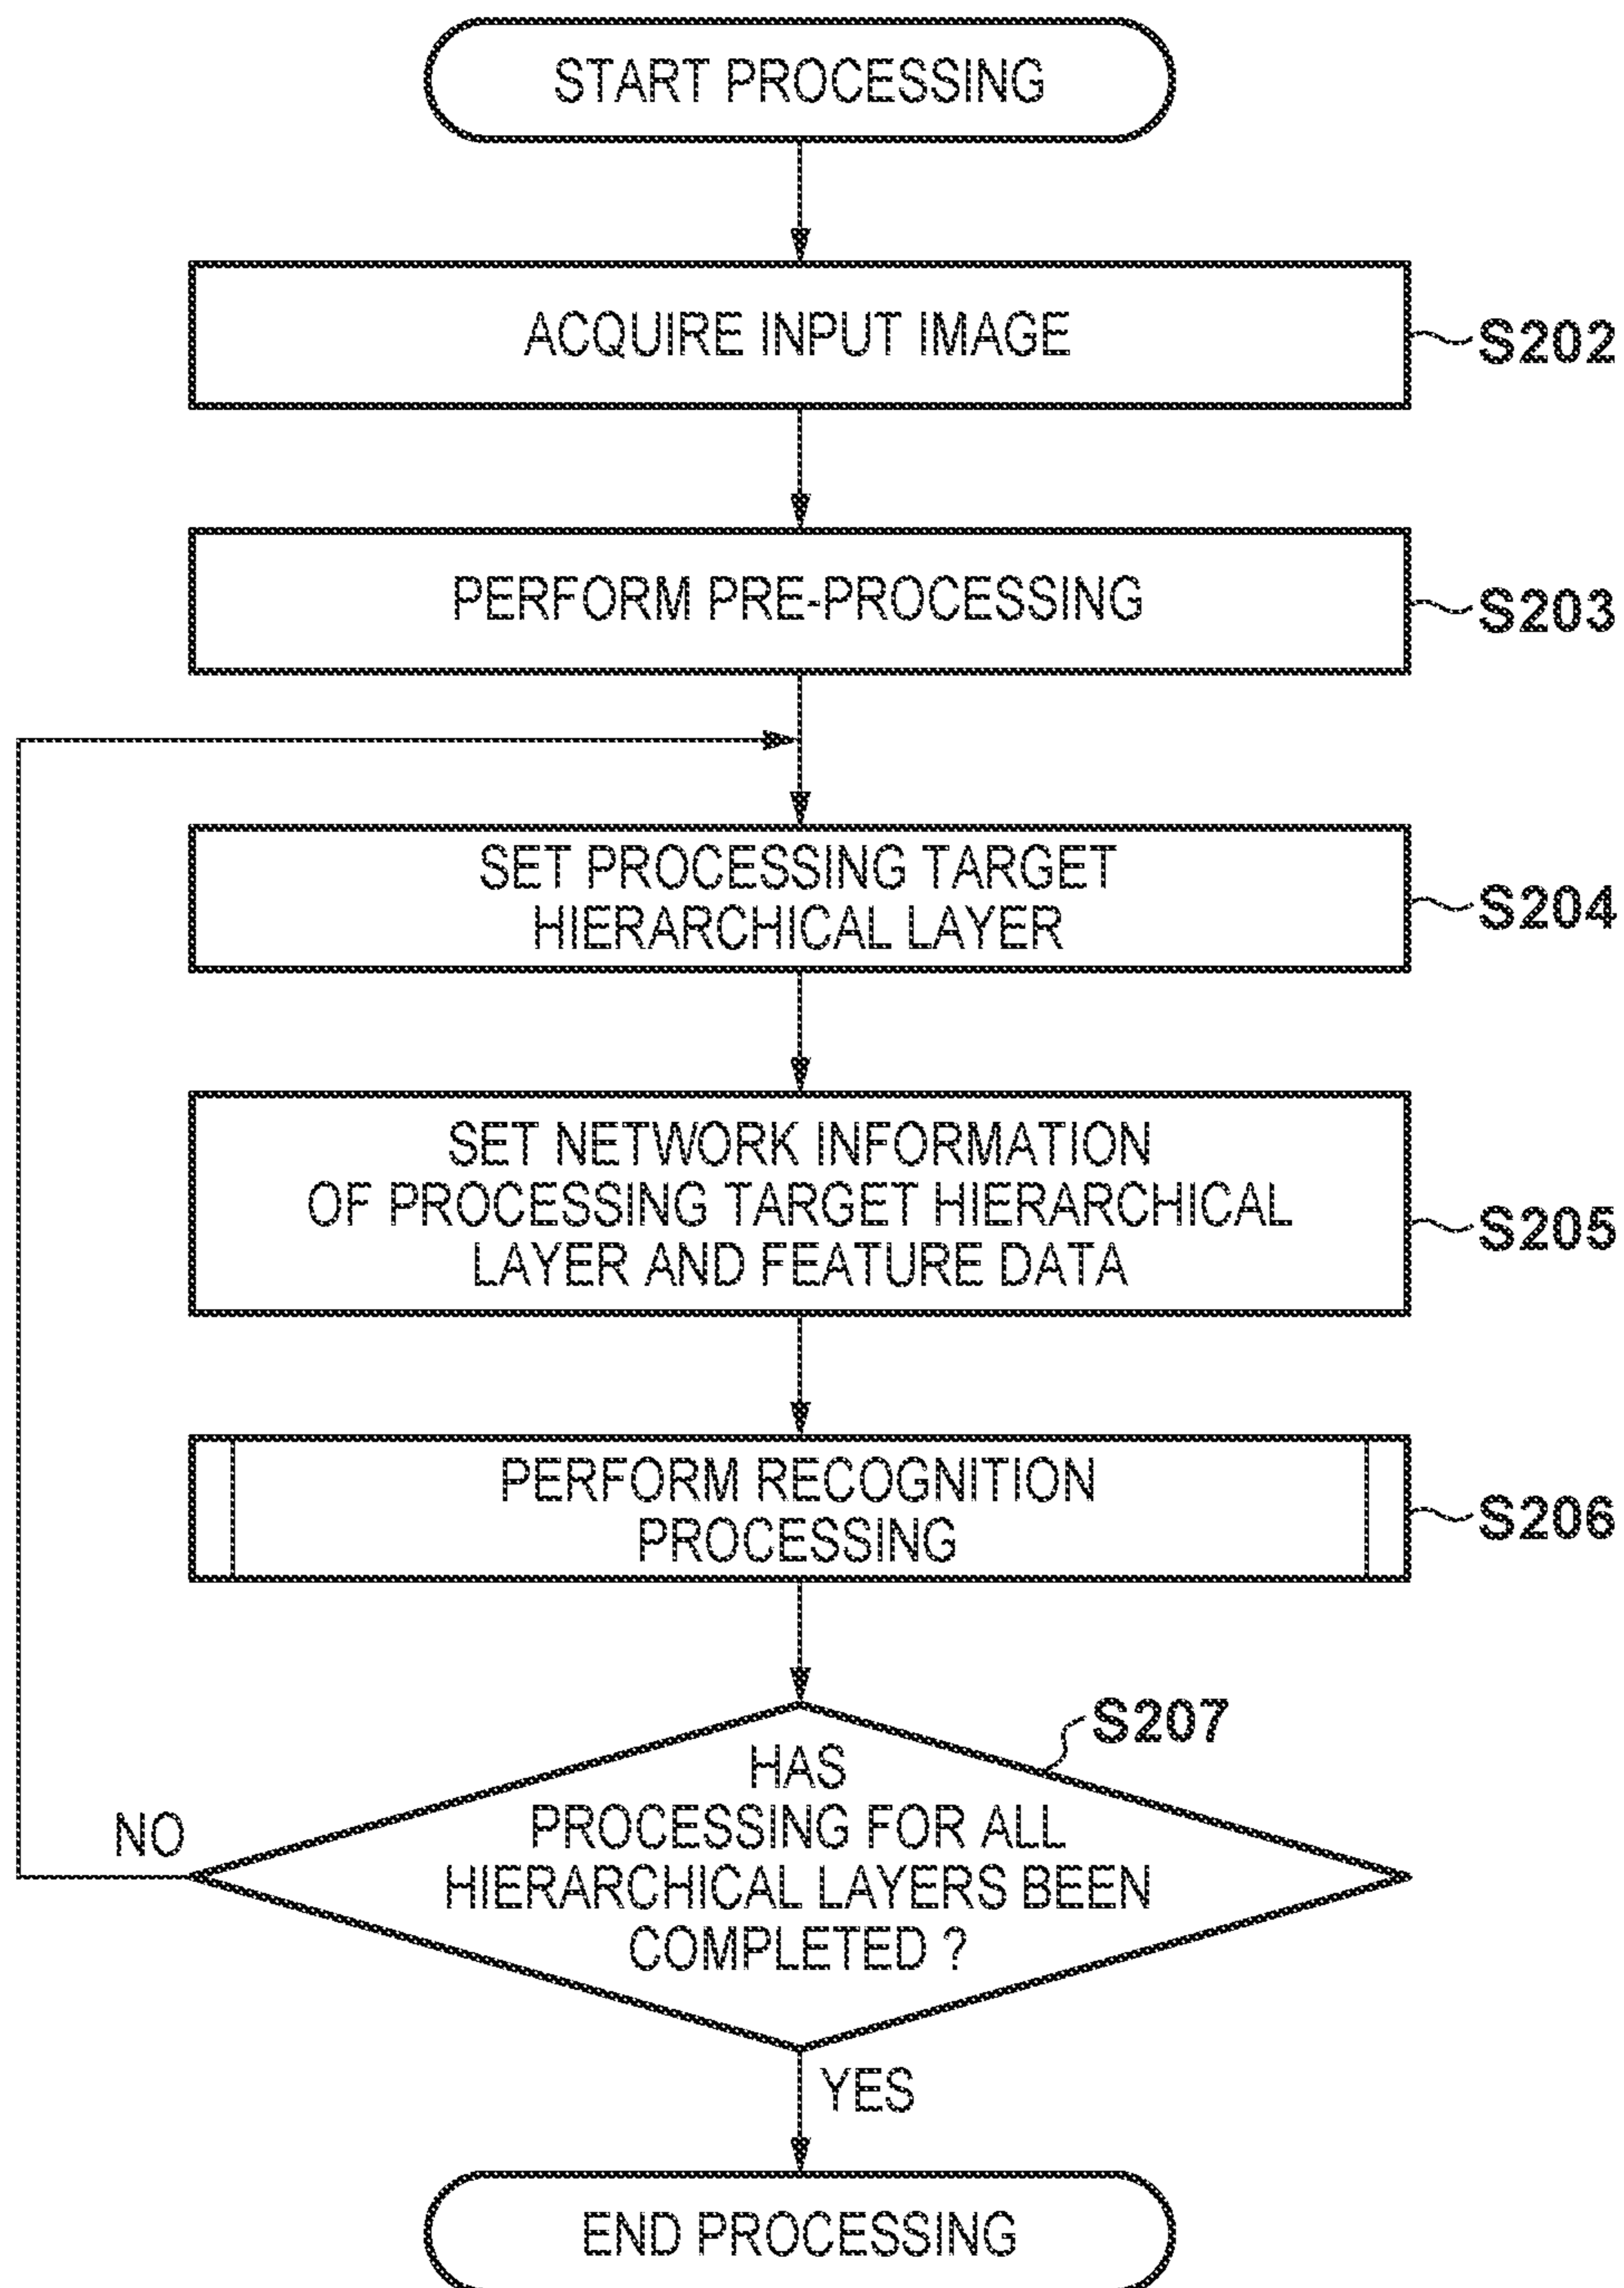 START PROCESSING
ACQUIRE INPUT IMAGE
S202
PERFORM PRE-PROCESSING
S203
SET PROCESSING TARGET
HIERARCHICAL LAYER
S204
SET NETWORK INFORMATION
OF PROCESSING TARGET HIERARCHICAL
LAYER AND FEATURE DATA
S205
PERFORM RECOGNITION
PROCESSING
S206
S207
HAS
PROCESSING FOR ALL
HIERARCHICAL LAYERS BEEN
COMPLETED ?
NO
YES
END PROCESSING